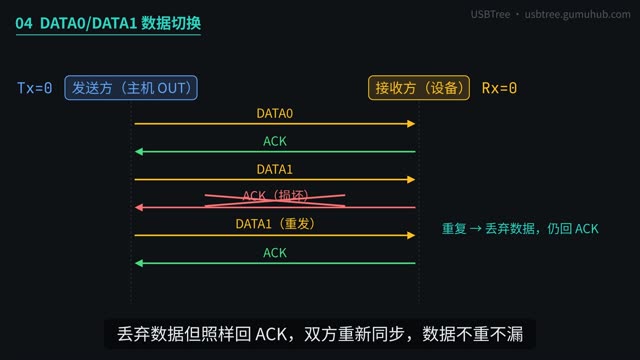 USBTree · usbtree.gumuhub.com
04 DATA0/DATA1 数据切换
Tx=0 发送方（主机 OUT） 接收方（设备） Rx=0
DATA0
ACK
DATA1
ACK（损坏）
DATA1（重发）
重复 → 丢弃数据，仍回 ACK
ACK
丢弃数据但照样回 ACK，双方重新同步，数据不重不漏